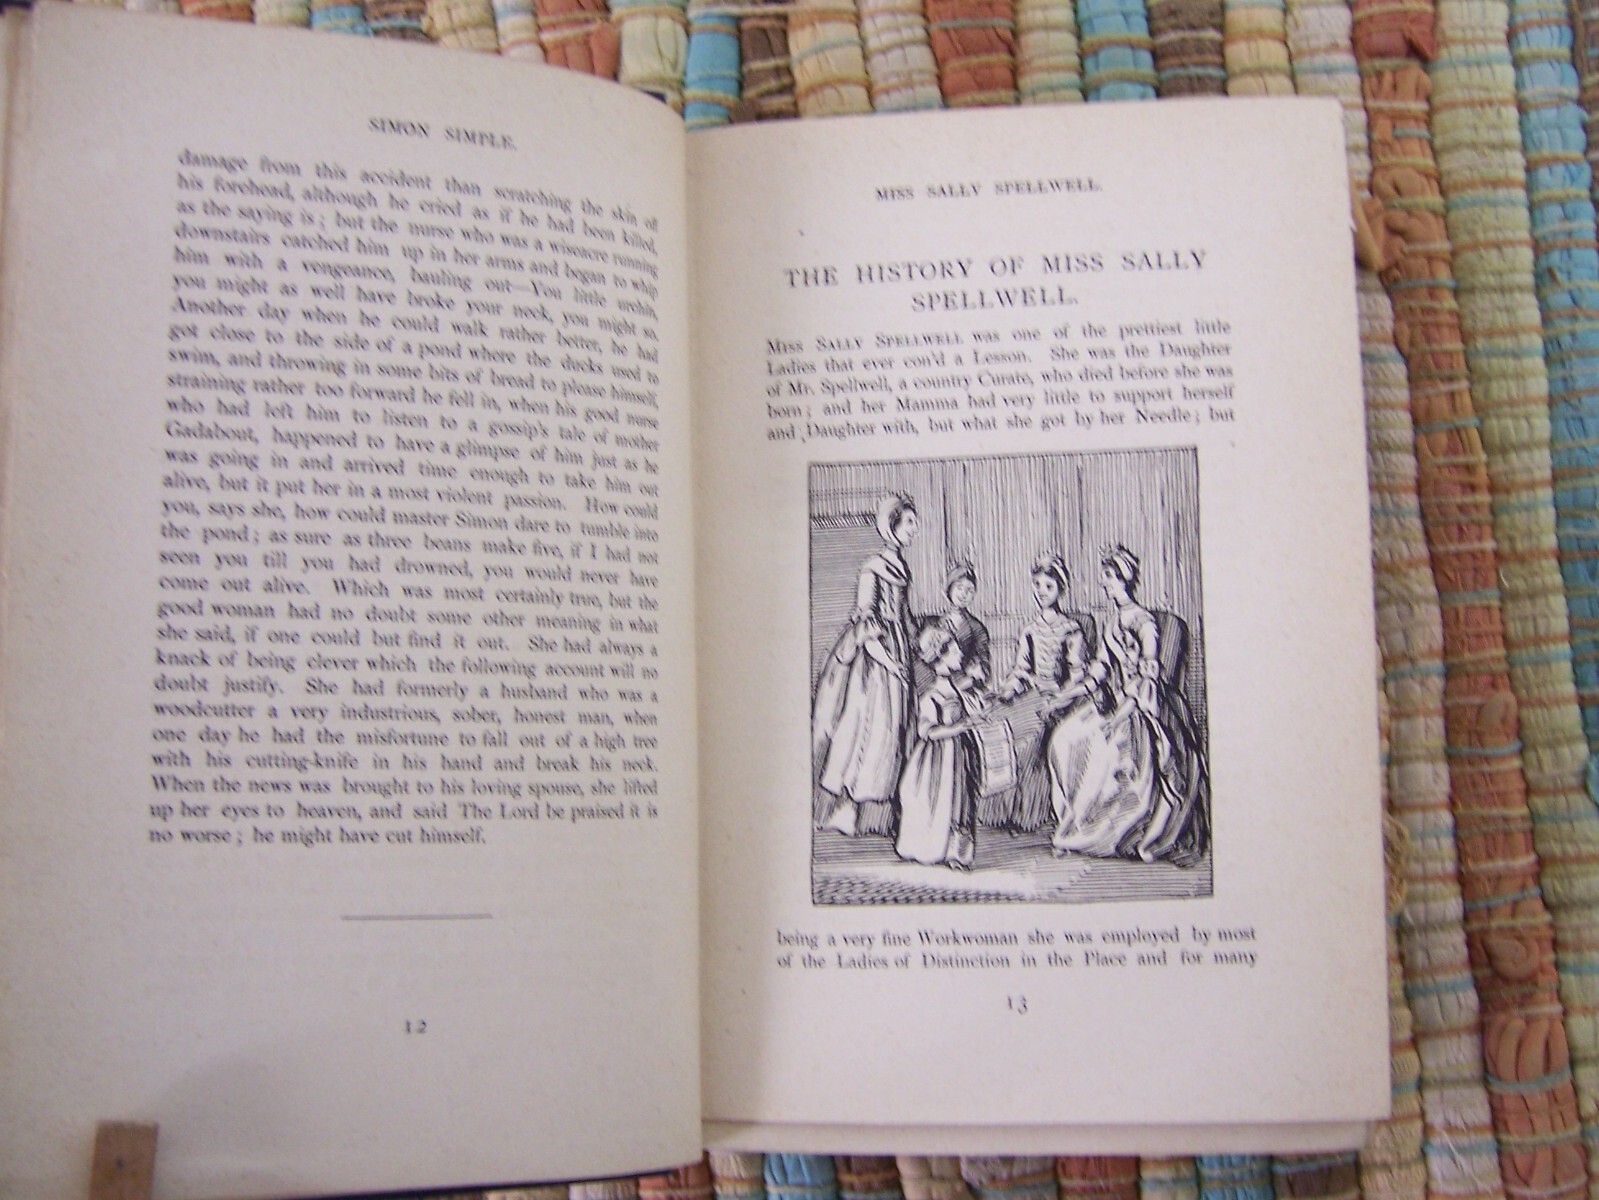 SIMON SIMPLE.
damage from this accident than scratching the skin of
his forehead, although he cried as if he had been killed,
as the saying is; but the nurse who was a wiseacre running
downstairs catched him up in her arms and began to whip
him with a vengeance, bauling out—You little urchin,
you might as well have broke your neck, you might so.
Another day when he could walk rather better, he had
got close to the side of a pond where the ducks used to
swim, and throwing in some bits of bread to please himself,
straining rather too forward he fell in, when his good nurse
who had left him to listen to a gossip's tale of mother
Gadabout, happened to have a glimpse of him just as he
was going in and arrived time enough to take him out
alive, but it put her in a most violent passion. How could
you, says she, how could master Simon dare to tumble into
the pond; as sure as three beans make five, if I had not
seen you till you had drowned, you would never have
come out alive. Which was most certainly true, but the
good woman had no doubt some other meaning in what
she said, if one could but find it out. She had always a
knack of being clever which the following account will no
doubt justify. She had formerly a husband who was a
woodcutter a very industrious, sober, honest man, when
one day he had the misfortune to fall out of a high tree
with his cutting-knife in his hand and break his neck.
When the news was brought to his loving spouse, she lifted
up her eyes to heaven, and said The Lord be praised it is
no worse; he might have cut himself.
12
MISS SALLY SPELLWELL.
THE HISTORY OF MISS SALLY
SPELLWELL.
MISS SALLY SPELLWELL was one of the prettiest little
Ladies that ever con'd a Lesson. She was the Daughter
of Mr. Spellwell, a country Curate, who died before she was
born; and her Mamma had very little to support herself
and Daughter with, but what she got by her Needle; but
being a very fine Workwoman she was employed by most
of the Ladies of Distinction in the Place and for many
13